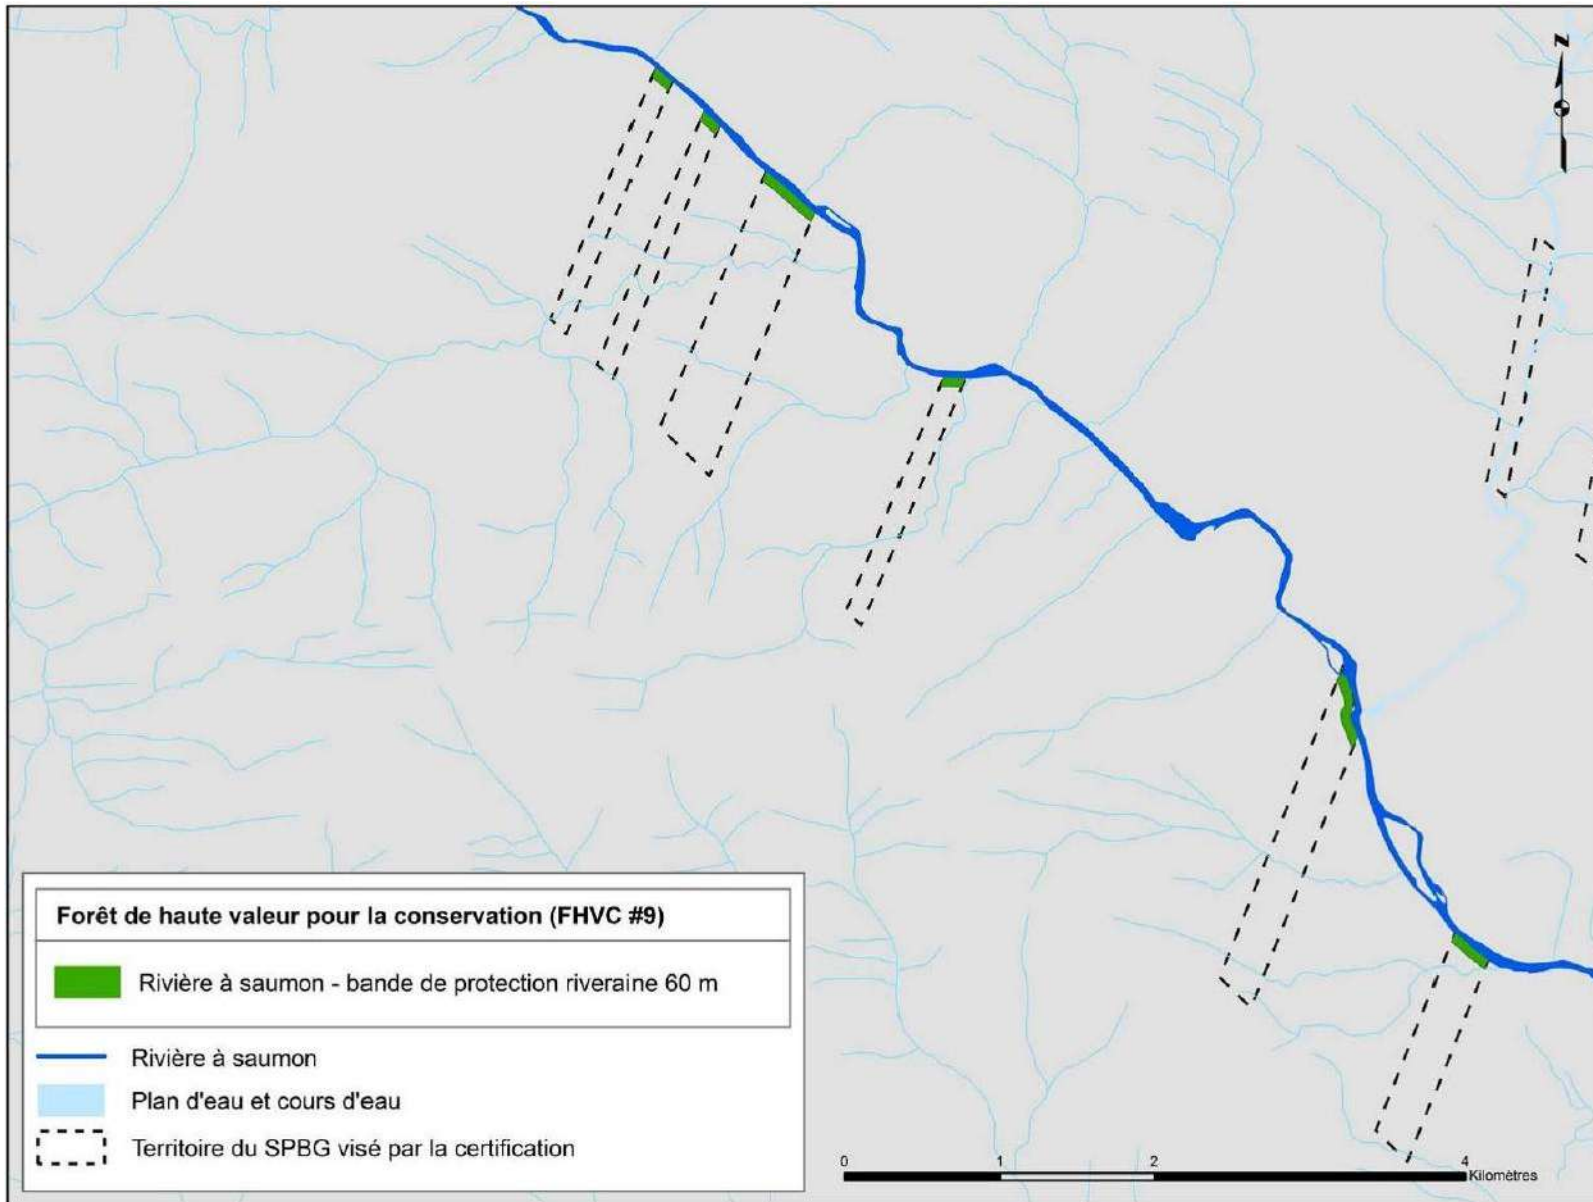 N
Forêt de haute valeur pour la conservation (FHVC #9)
Rivière à saumon - bande de protection riveraine 60 m
Rivière à saumon
Plan d'eau et cours d'eau
Territoire du SPBG visé par la certification
0 1 2 4
Kilomètres